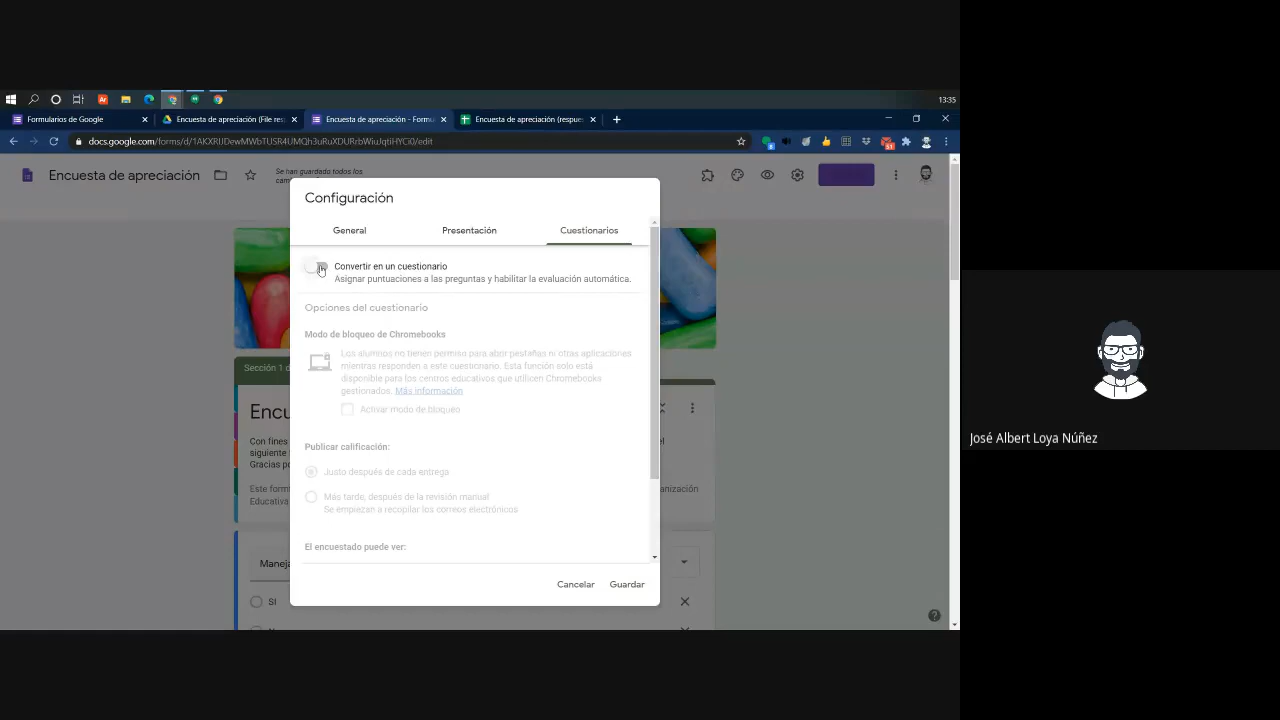 13:35
Formularios de Google
Encuesta de apreciación (File res
Encuesta de apreciación - Formu
Encuesta de apreciación (respues
docs.google.com/forms/d/
/edit
Encuesta de apreciación
Se han guardado todos los
Configuración
General Presentación Cuestionarios
Convertir en un cuestionario
Asignar puntuaciones a las preguntas y habilitar la evaluación automática.
Opciones del cuestionario
Modo de bloqueo de Chromebooks
Los alumnos no tienen permiso para abrir pestañas ni otras aplicaciones
mientras responden a este cuestionario. Esta función solo está
disponible para los centros educativos que utilicen Chromebooks
gestionados. Más información
Activar modo de bloqueo
Publicar calificación:
Justo después de cada entrega
Más tarde, después de la revisión manual
Se empiezan a recopilar los correos electrónicos
El encuestado puede ver:
Cancelar Guardar
Sección 1 d
Encu
Con fines
siguiente
Gracias po
Este form
Educativa
anización
Maneja
SI
José Albert Loya Núñez